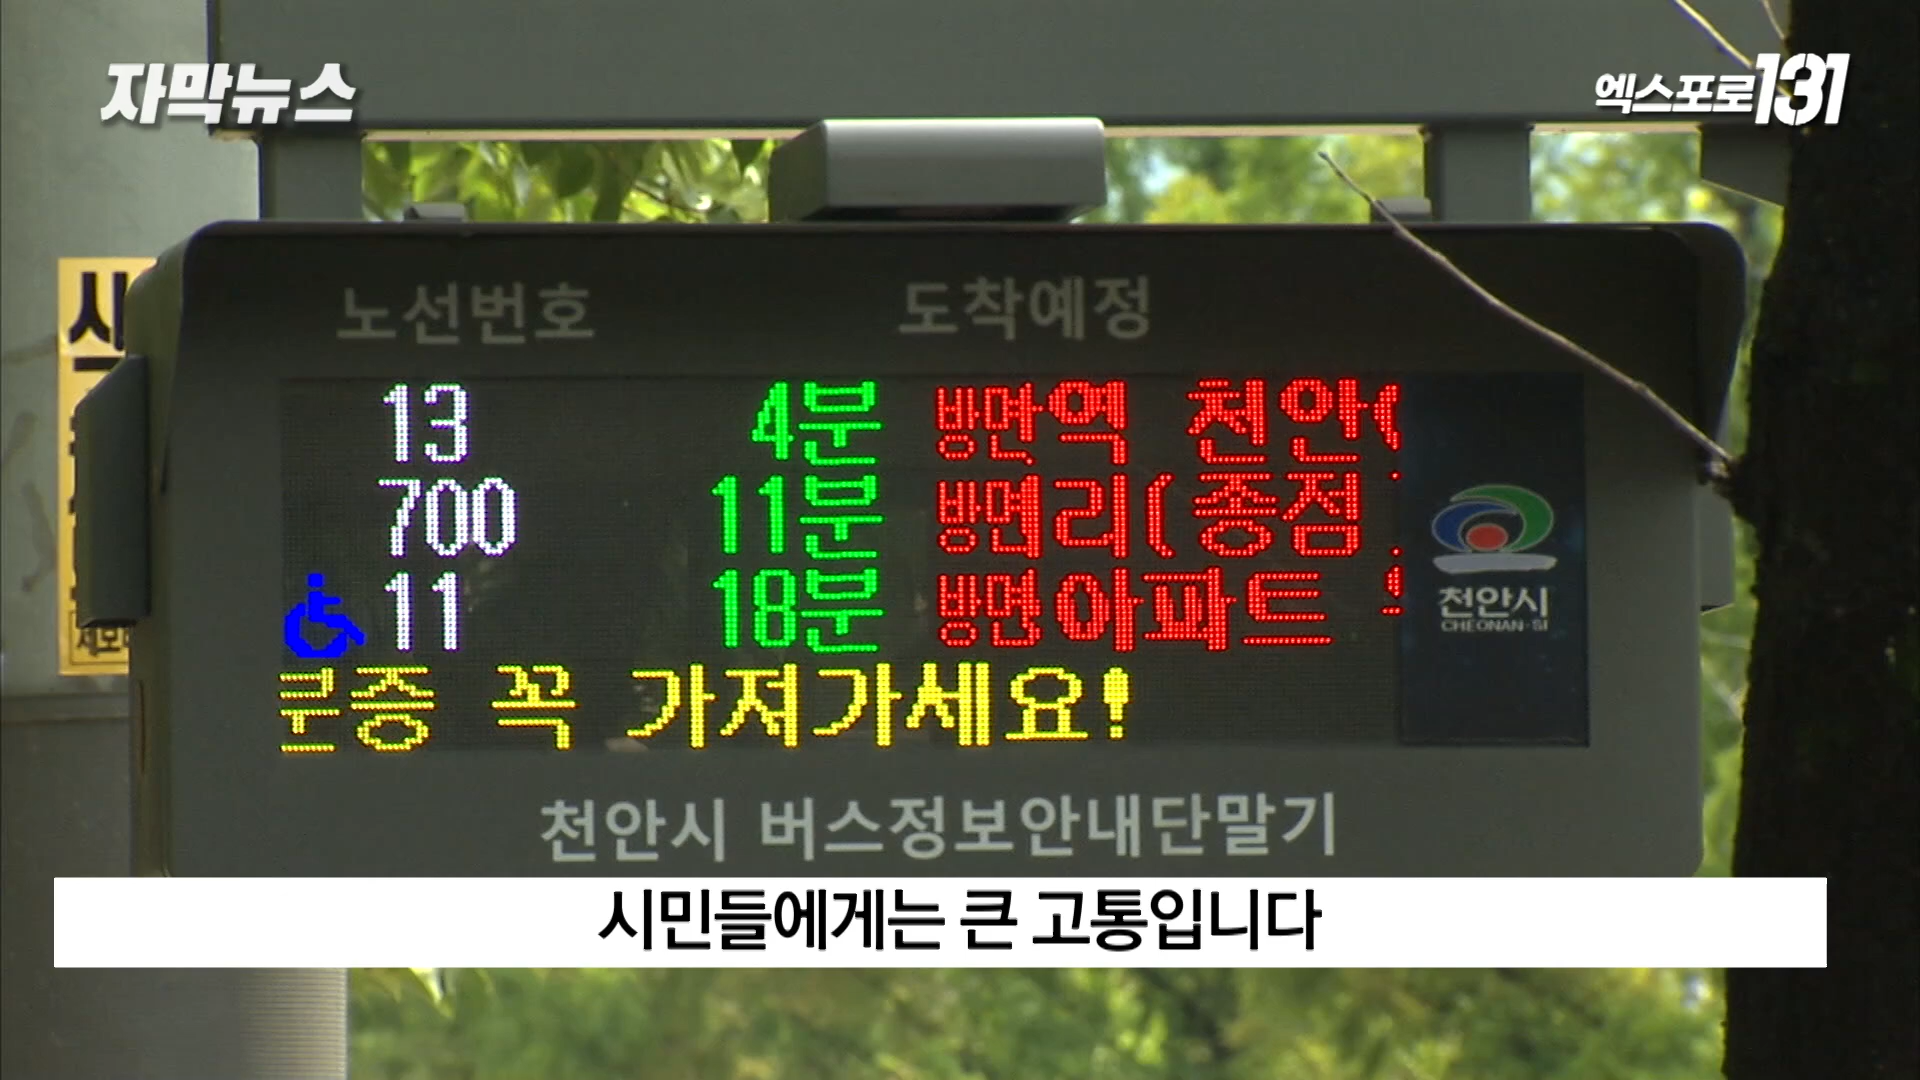 자막뉴스
엑스포로131
노선번호 도착예정
13 4분 방면역 천안(
700 11분 방면리(종점
11 18분 방면아파트
증 꼭 가져가세요!
천안시
CHEONAN-SI
천안시 버스정보안내단말기
시민들에게는 큰 고통입니다